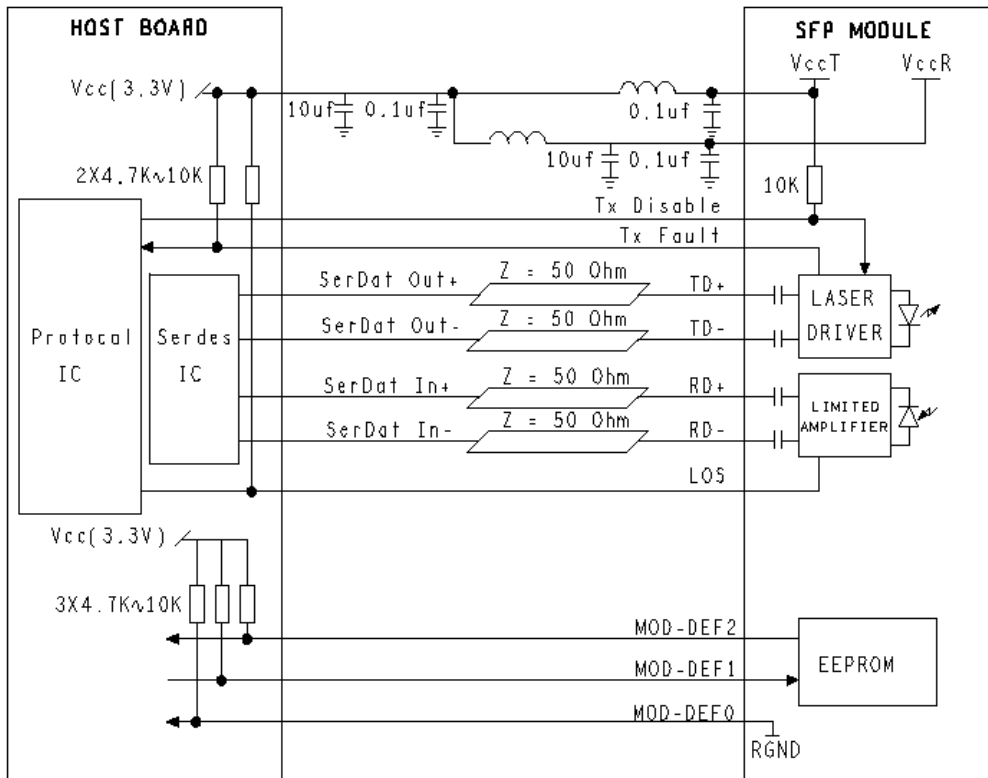 HOST BOARD
SFP MODULE
VccT
VccR
Vcc(3.3V)
10uf
0.1uf
0.1uf
10uf
0.1uf
2X4.7K~10K
10K
Tx Disable
Tx Fault
SerDat Out+
Z = 50 Ohm
TD+
SerDat Out-
Z = 50 Ohm
TD-
LASER
DRIVER
Protocal
IC
Serdes
IC
SerDat In+
Z = 50 Ohm
RD+
SerDat In-
Z = 50 Ohm
RD-
LIMITED
AMPLIFIER
LOS
Vcc(3.3V)
3X4.7K~10K
MOD-DEF2
MOD-DEF1
MOD-DEF0
EEPROM
RGND